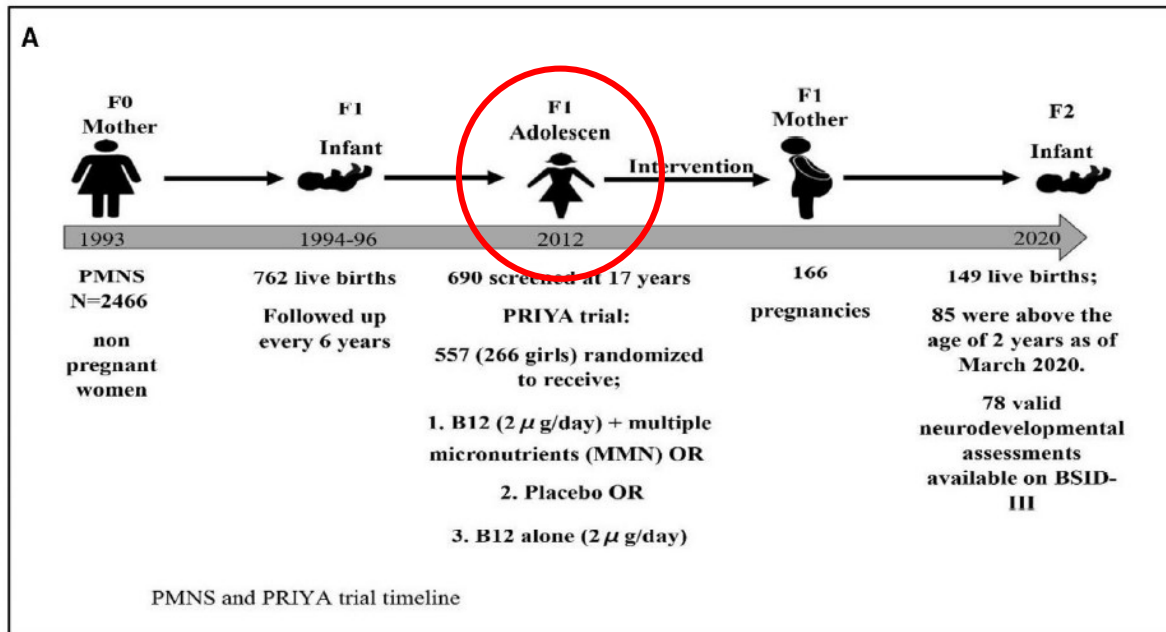 A
F0
Mother
F1
Infant
F1
Adolescen
Intervention
F1
Mother
F2
Infant
1993
1994-96
2012
2020
PMNS
N=2466
non
pregnant
women
762 live births
Followed up
every 6 years
690 screened at 17 years
PRIYA trial:
557 (266 girls) randomized
to receive;
1. B12 (2 μ g/day) + multiple
micronutrients (MMN) OR
2. Placebo OR
3. B12 alone (2 μ g/day)
166
pregnancies
149 live births;
85 were above the
age of 2 years as of
March 2020.
78 valid
neurodevelopmental
assessments
available on BSID-
III
PMNS and PRIYA trial timeline